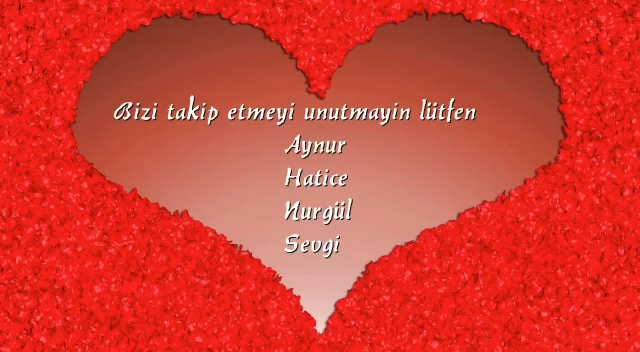 Bizi takip etmeyi unutmayin lütfen
Aynur
Hatice
Nurgül
Sevgi